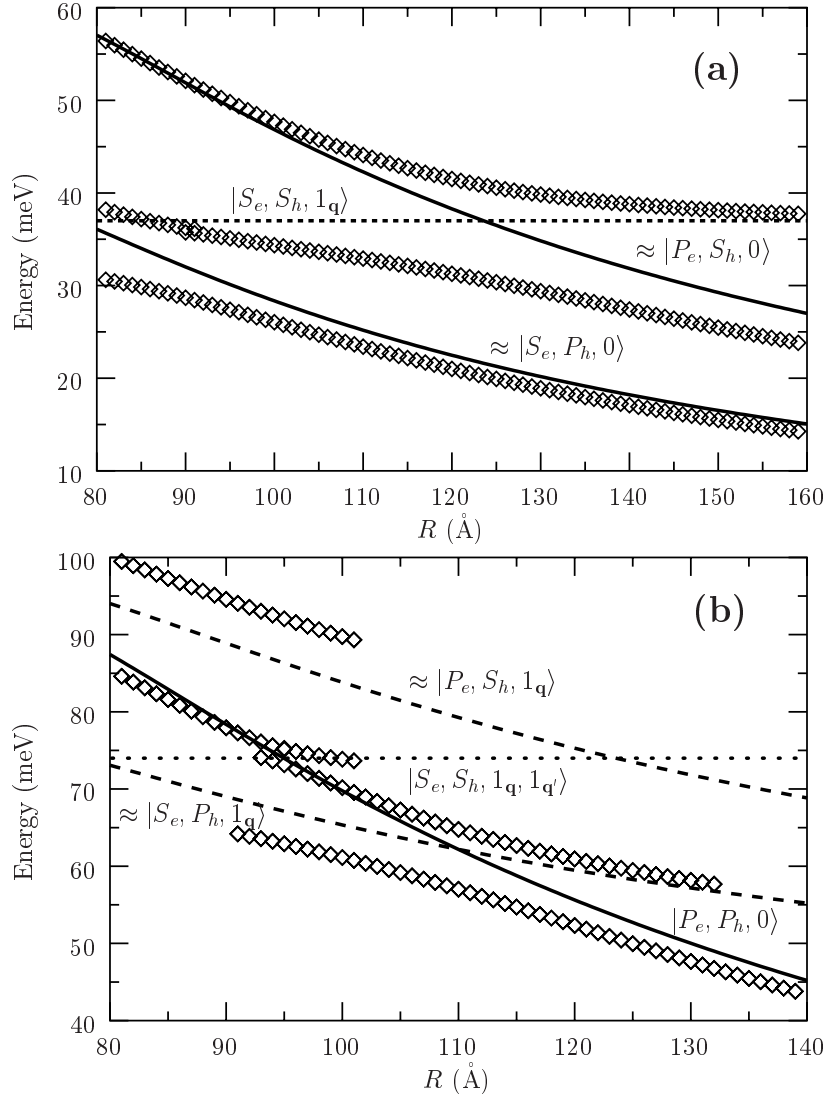 60
50
40
30
20
10
Energy (meV)
(a)
|S_e, S_h, 1_q⟩
≈ |P_e, S_h, 0⟩
≈ |S_e, P_h, 0⟩
80 90 100 110 120 130 140 150 160
R (Å)
100
90
80
70
60
50
40
Energy (meV)
(b)
≈ |P_e, S_h, 1_q⟩
|S_e, S_h, 1_q, 1_q′⟩
≈ |S_e, P_h, 1_q⟩
|P_e, P_h, 0⟩
80 90 100 110 120 130 140
R (Å)